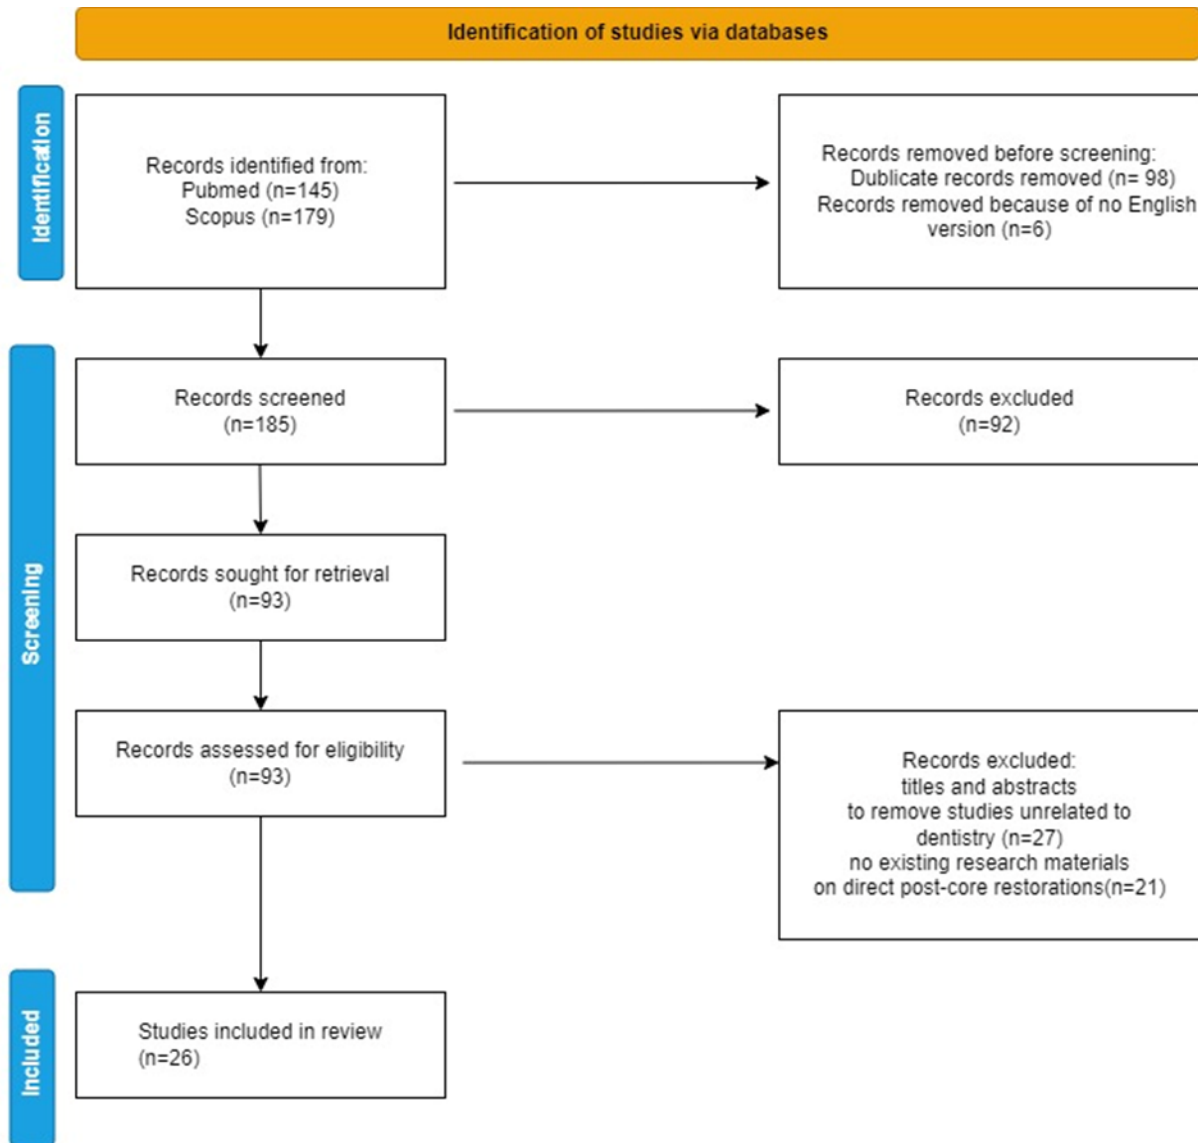 Identification of studies via databases
Identification
Records identified from:
Pubmed (n=145)
Scopus (n=179)
Records removed before screening:
Dublicate records removed (n= 98)
Records removed because of no English
version (n=6)
Screening
Records screened
(n=185)
Records excluded
(n=92)
Records sought for retrieval
(n=93)
Records assessed for eligibility
(n=93)
Records excluded:
titles and abstracts
to remove studies unrelated to
dentistry (n=27)
no existing research materials
on direct post-core restorations(n=21)
Included
Studies included in review
(n=26)